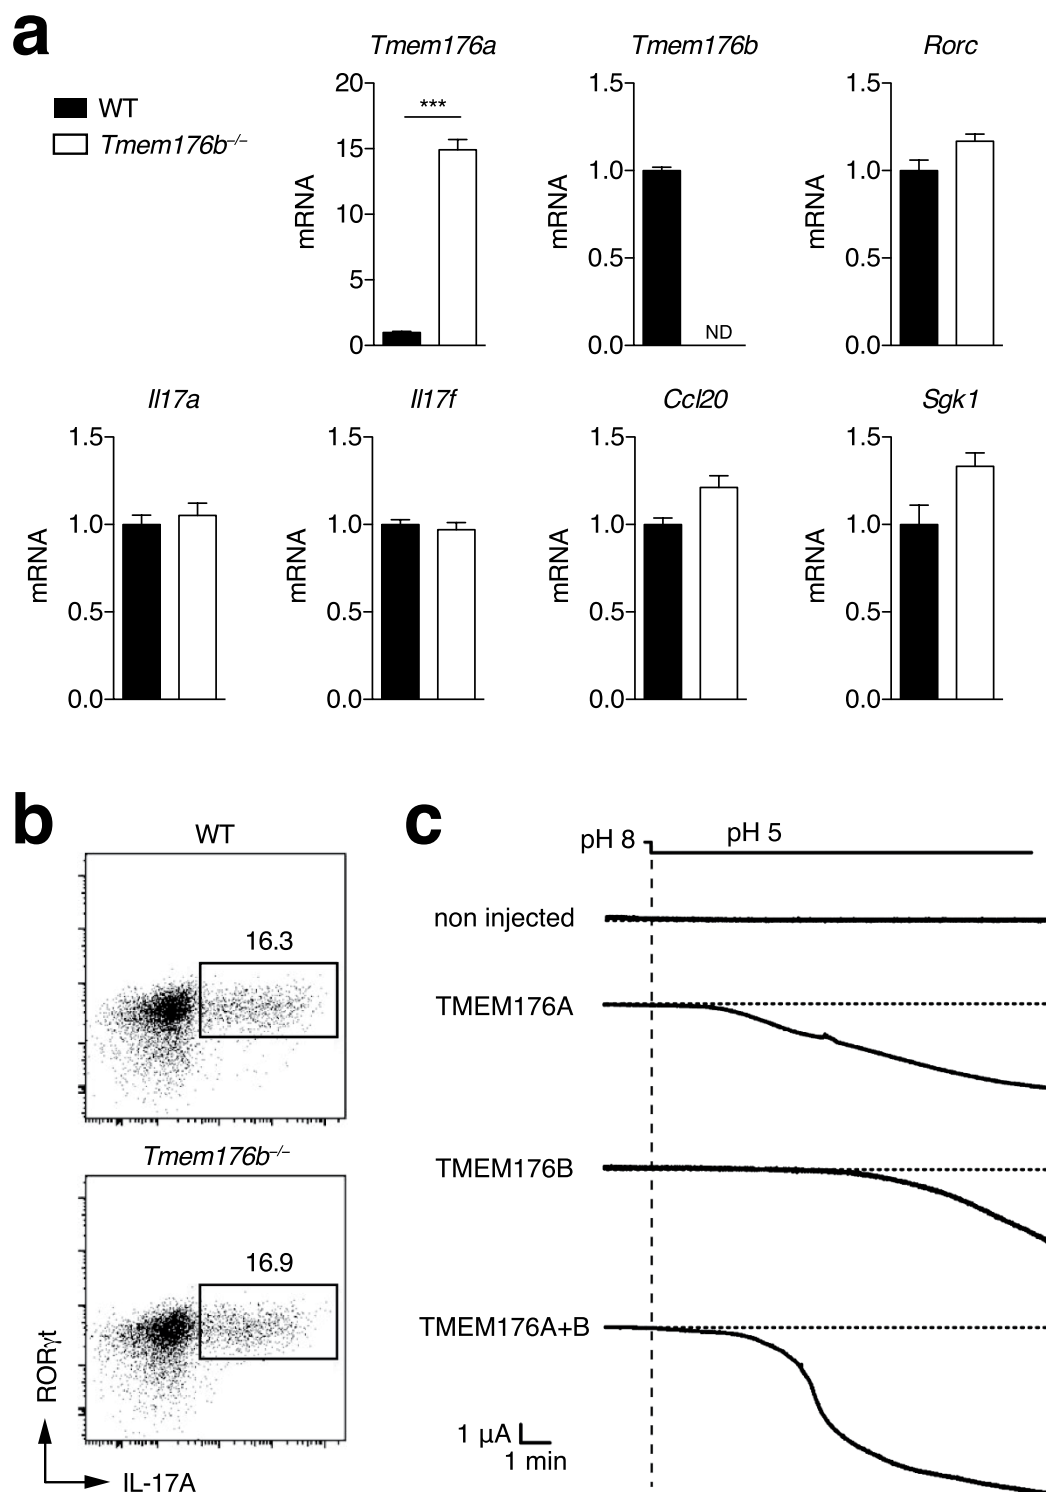 a
Tmem176a
Tmem176b
Rorc
WT
Tmem176b–/–
20
15
10
5
0
mRNA
***
1.5
1.0
0.5
0.0
mRNA
ND
1.5
1.0
0.5
0.0
mRNA
Il17a
Il17f
Ccl20
Sgk1
1.5
1.0
0.5
0.0
mRNA
1.5
1.0
0.5
0.0
mRNA
1.5
1.0
0.5
0.0
mRNA
1.5
1.0
0.5
0.0
mRNA
b
WT
16.3
Tmem176b–/–
16.9
RORγt
IL-17A
c
pH 8
pH 5
non injected
TMEM176A
TMEM176B
TMEM176A+B
1 µA
1 min